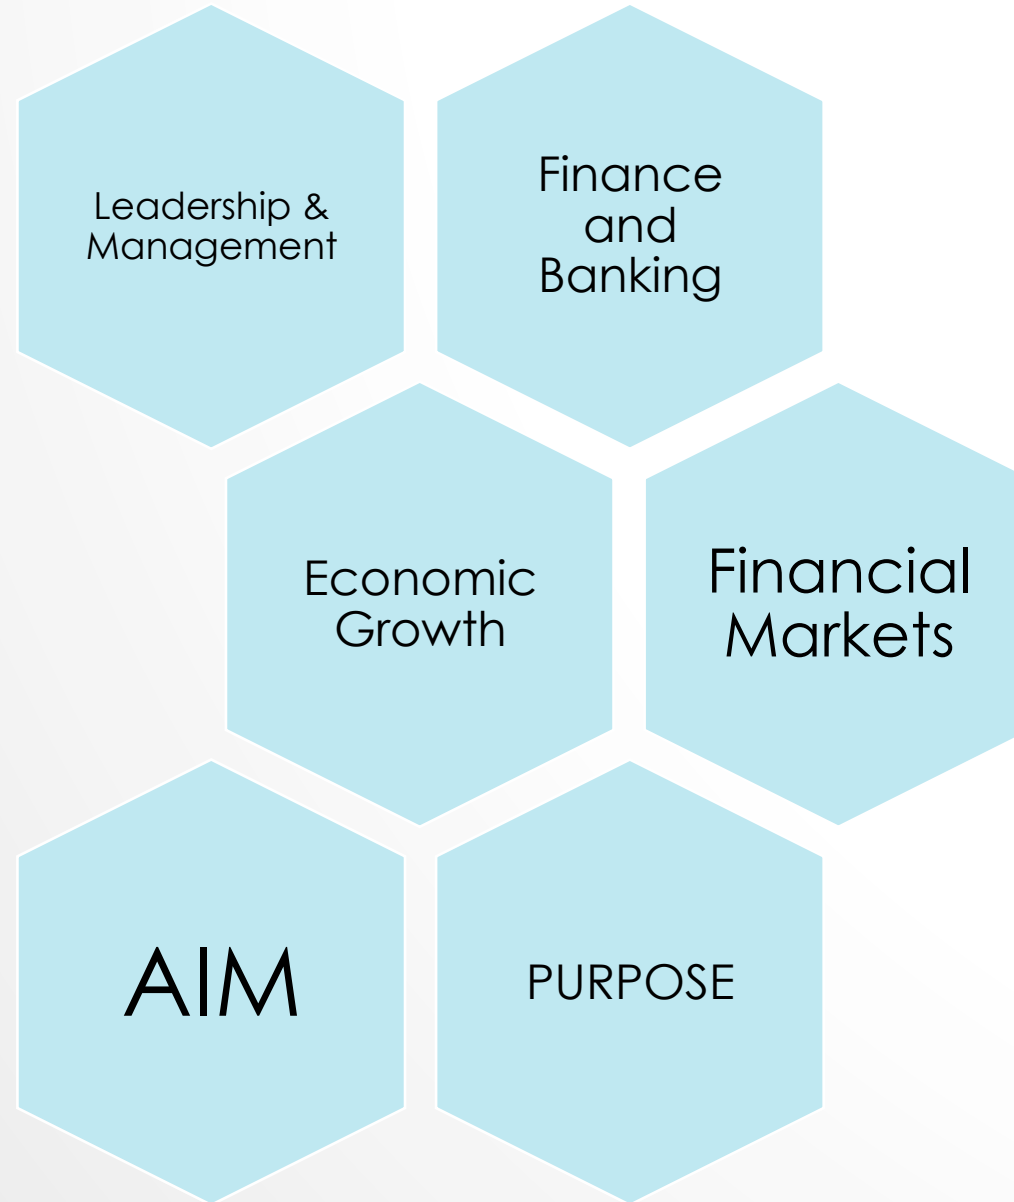 Leadership &
Management
Finance
and
Banking
Economic
Growth
Financial
Markets
AIM
PURPOSE